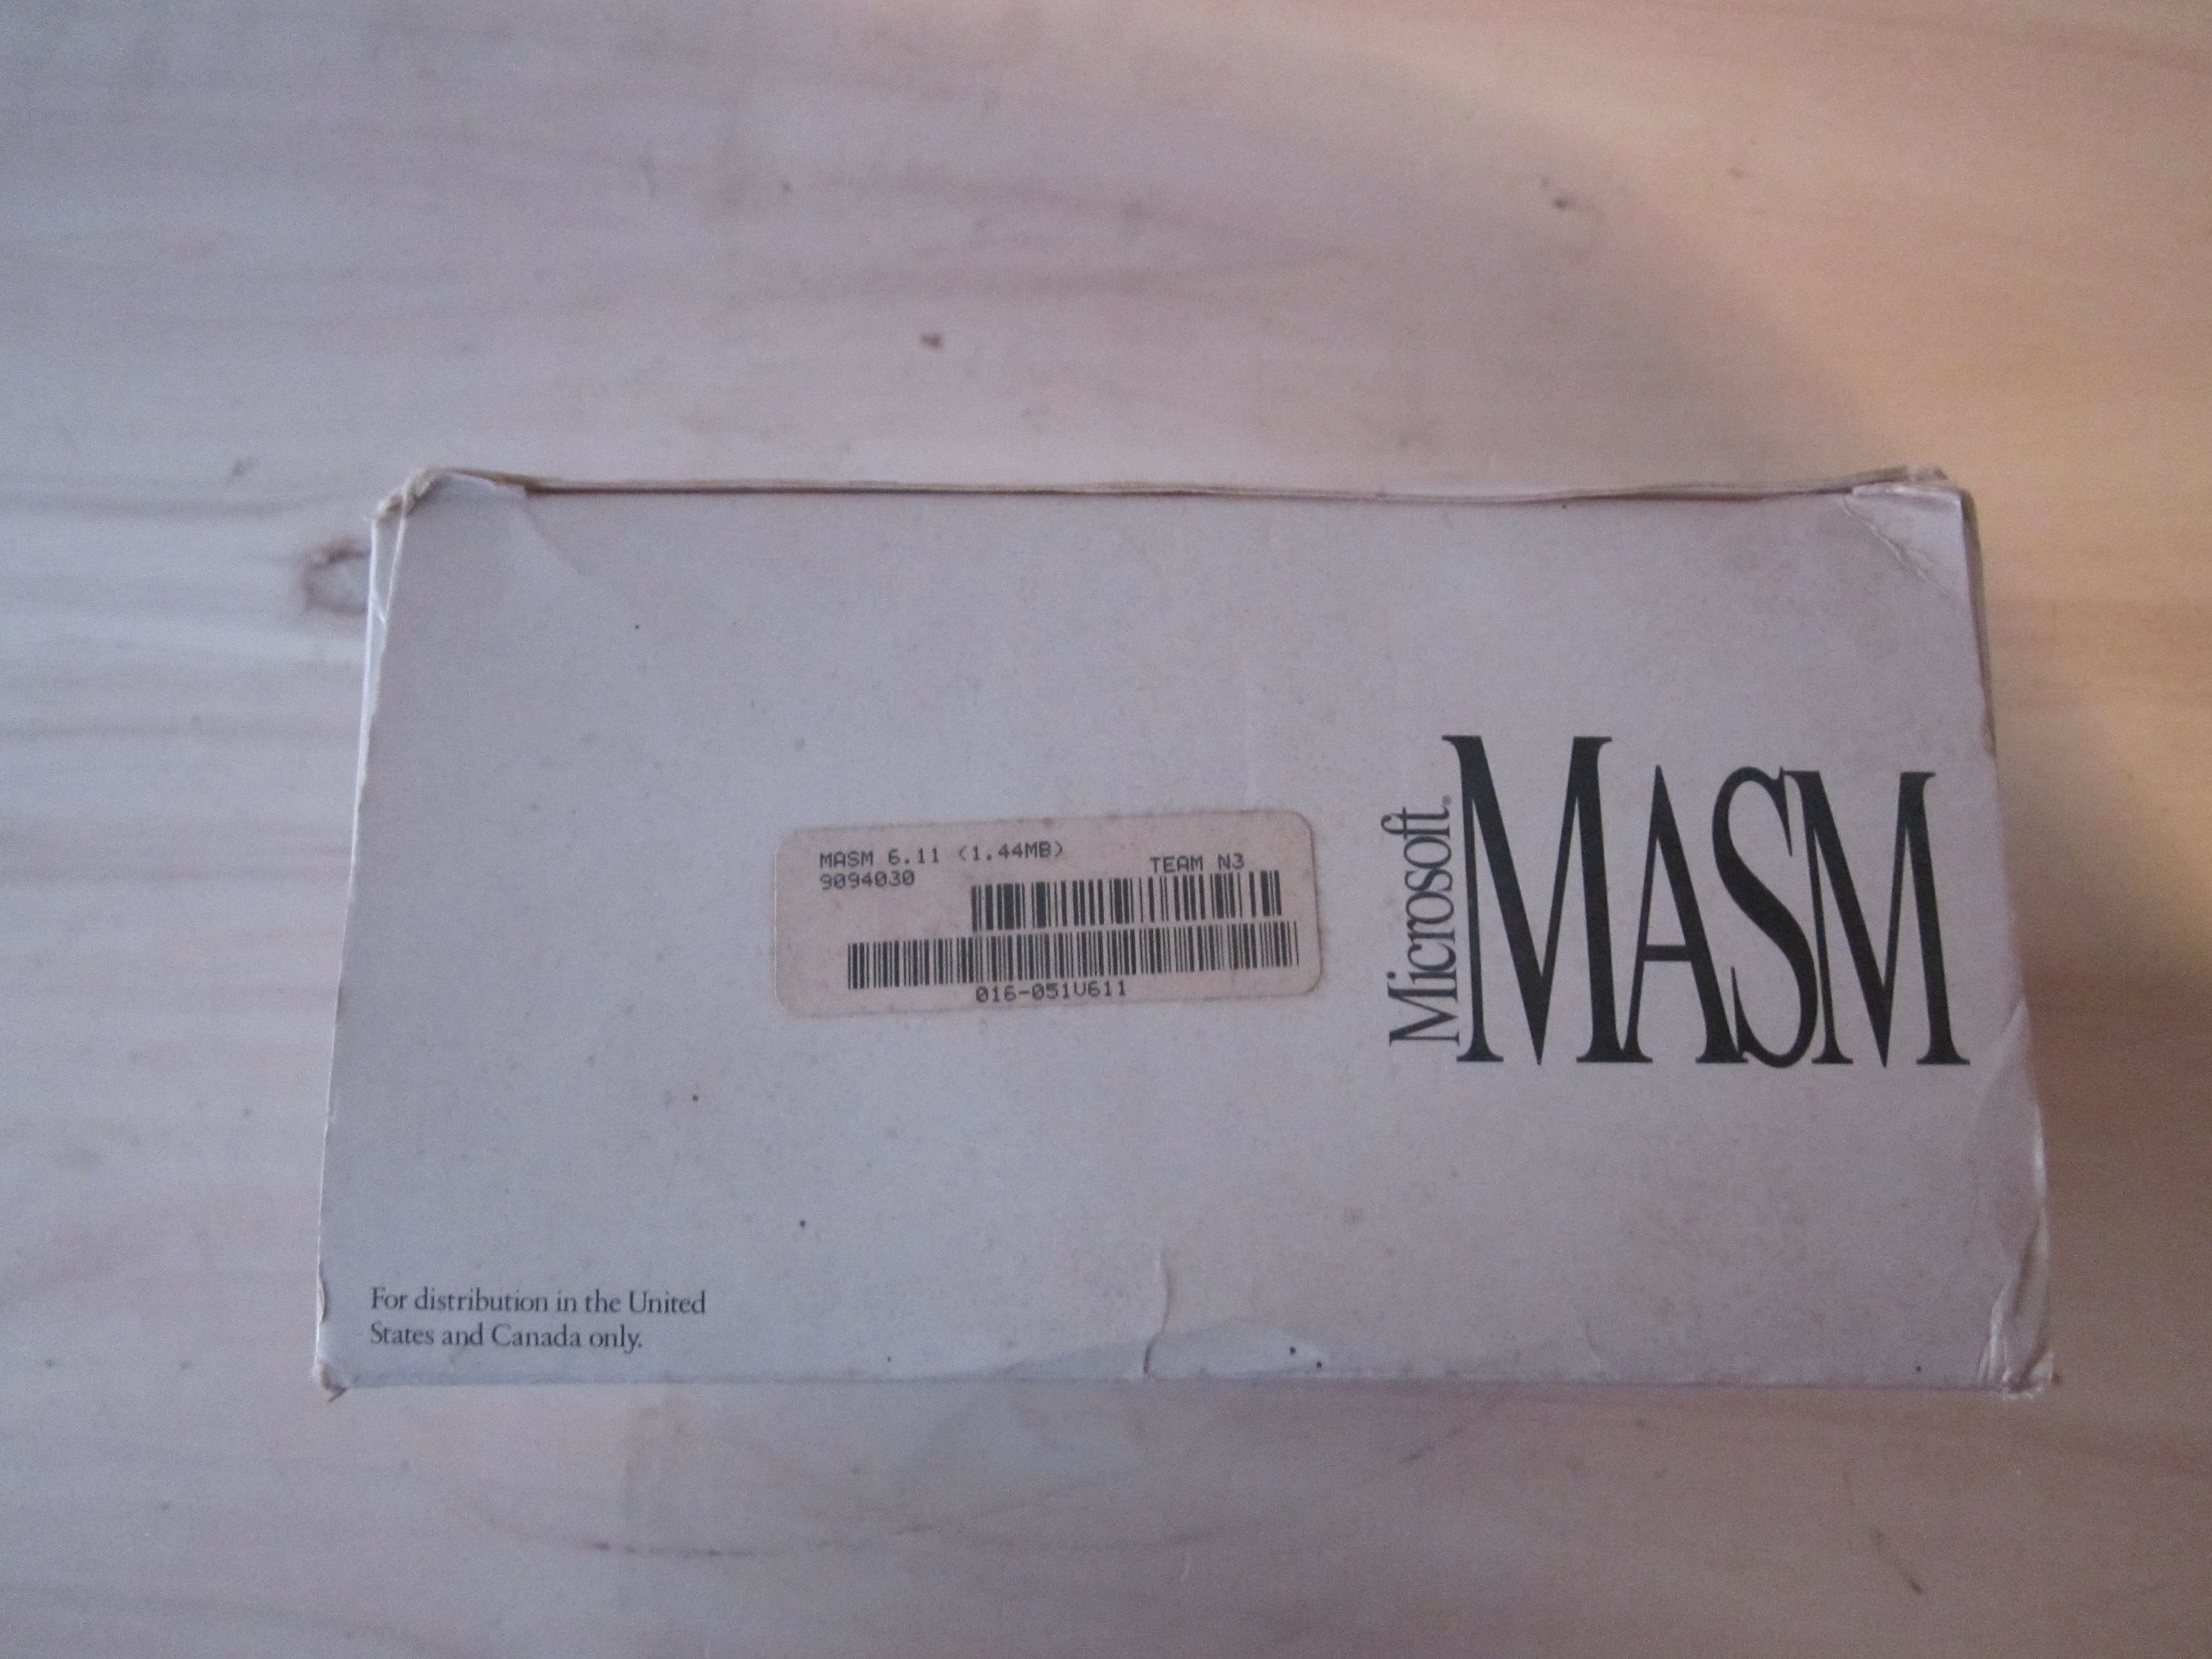 MASM 6.11 (1.44MB)
TEAM N3
9094030
016-051V611
Microsoft®
MASM
For distribution in the United
States and Canada only.